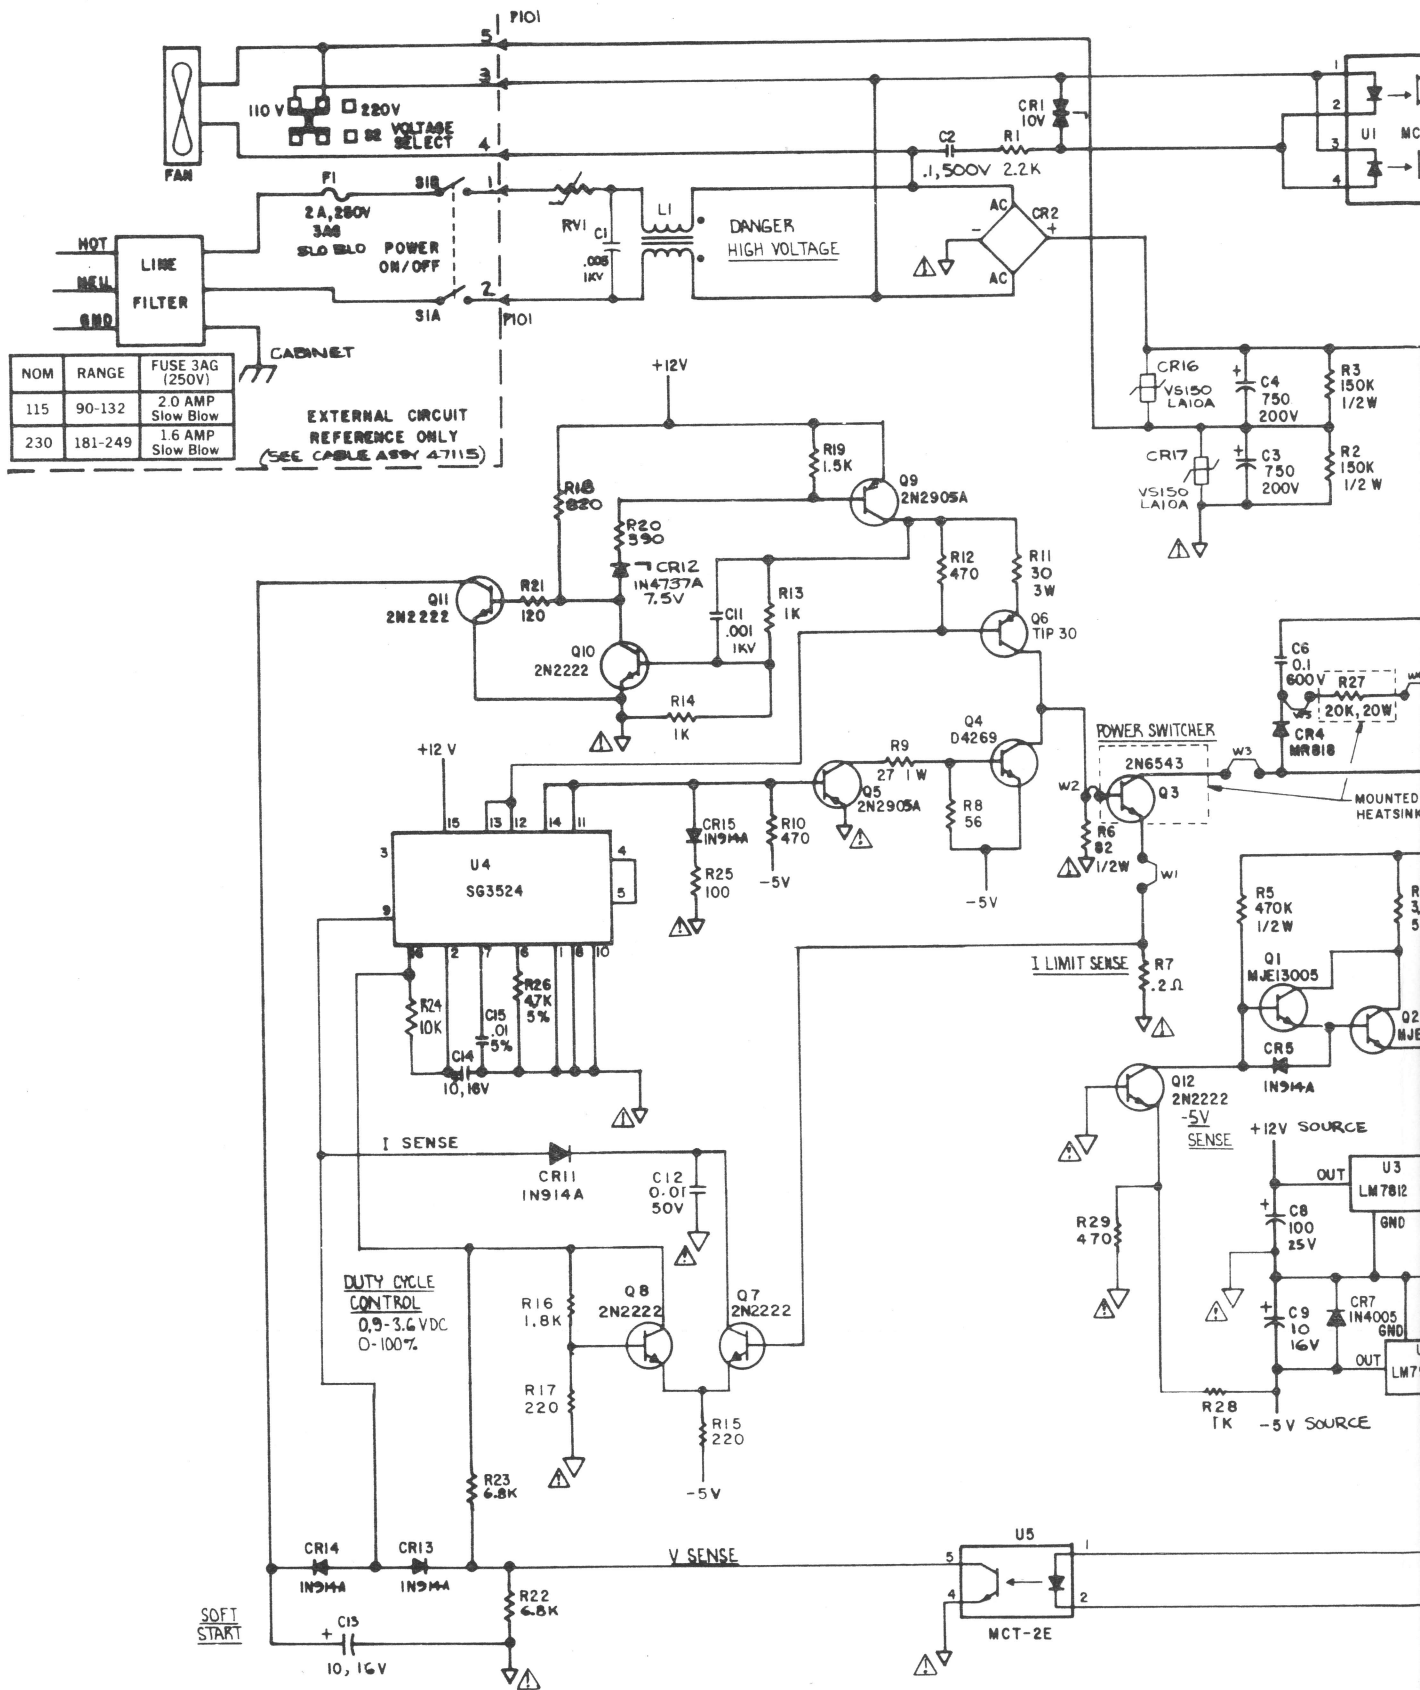 P101
5
3
110 V
220V
S2 VOLTAGE
SELECT
4
FAN
F1
2 A, 250V
3AG
SLO BLO
S1B
1
POWER
ON/OFF
HOT
NEU
GND
LINE
FILTER
S1A
2
P101
CABINET
NOM RANGE FUSE 3AG (250V)
115 90-132 2.0 AMP Slow Blow
230 181-249 1.6 AMP Slow Blow
EXTERNAL CIRCUIT
REFERENCE ONLY
(SEE CABLE ASSY 47115)
RV1
C1
.005
1KV
L1
DANGER
HIGH VOLTAGE
C2
.1, 500V
R1
2.2K
CR1
10V
AC
CR2
-
+
AC
1
2
U1
MC
3
4
CR16
VS150
LA10A
+
C4
750
200V
R3
150K
1/2W
CR17
VS150
LA10A
+
C3
750
200V
R2
150K
1/2 W
+12V
R18
820
R19
1.5K
Q9
2N2905A
R20
390
CR12
1N4737A
7.5V
Q11
2N2222
R21
120
Q10
2N2222
C11
.001
1KV
R13
1K
R14
1K
R12
470
R11
30
3W
Q6
TIP 30
C6
0.1
600V
R27
20K, 20W
W5
CR4
MR818
POWER SWITCHER
2N6543
Q3
W3
W2
MOUNTED
HEATSINK
Q4
D4269
R9
27 1 W
Q5
2N2905A
R8
56
-5V
R6
82
1/2W
W1
+12 V
15
13
12
14
11
3
U4
SG3524
4
5
9
16
2
7
6
1
8
10
CR15
1N914A
R25
100
R10
470
-5V
R24
10K
C14
10, 16V
C15
.01
5%
R26
4.7K
5%
I LIMIT SENSE
R7
.2 Ω
R5
470K
1/2 W
Q1
MJE13005
Q2
MJE
CR5
1N914A
Q12
2N2222
-5V
SENSE
R29
470
+12V SOURCE
OUT
U3
LM7812
GND
+
C8
100
25V
+
C9
10
16V
CR7
1N4005
GND
OUT
R28
1K
-5V SOURCE
I SENSE
CR11
1N914A
C12
0.01
50V
DUTY CYCLE
CONTROL
0.9-3.6 VDC
0-100%
R16
1.8K
Q8
2N2222
Q7
2N2222
R17
220
R15
220
-5V
R23
6.8K
CR14
1N914A
CR13
1N914A
V SENSE
SOFT
START
+
C13
10, 16V
R22
6.8K
U5
5
4
1
2
MCT-2E